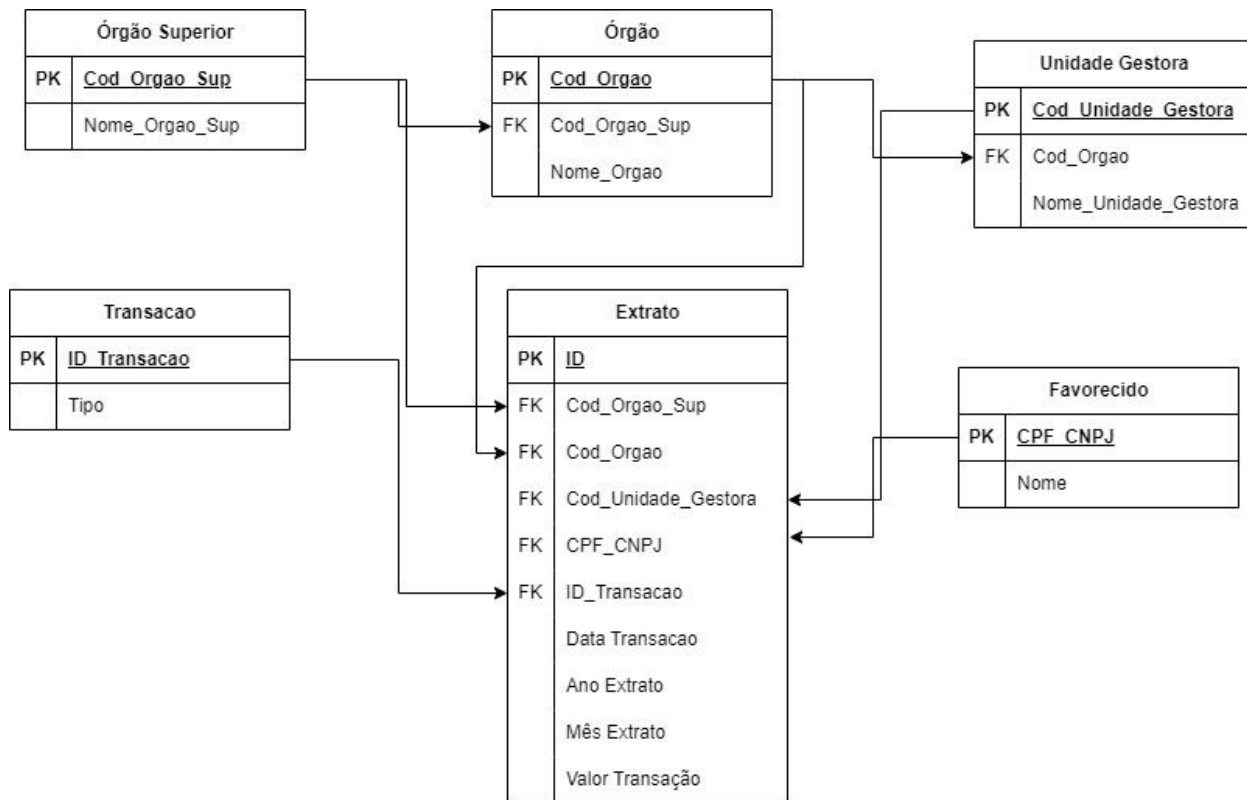 Órgão Superior
PK Cod_Orgao_Sup
Nome_Orgao_Sup
Órgão
PK Cod_Orgao
FK Cod_Orgao_Sup
Nome_Orgao
Unidade Gestora
PK Cod_Unidade_Gestora
FK Cod_Orgao
Nome_Unidade_Gestora
Transacao
PK ID_Transacao
Tipo
Extrato
PK ID
FK Cod_Orgao_Sup
FK Cod_Orgao
FK Cod_Unidade_Gestora
FK CPF_CNPJ
FK ID_Transacao
Data Transacao
Ano Extrato
Mês Extrato
Valor Transação
Favorecido
PK CPF_CNPJ
Nome